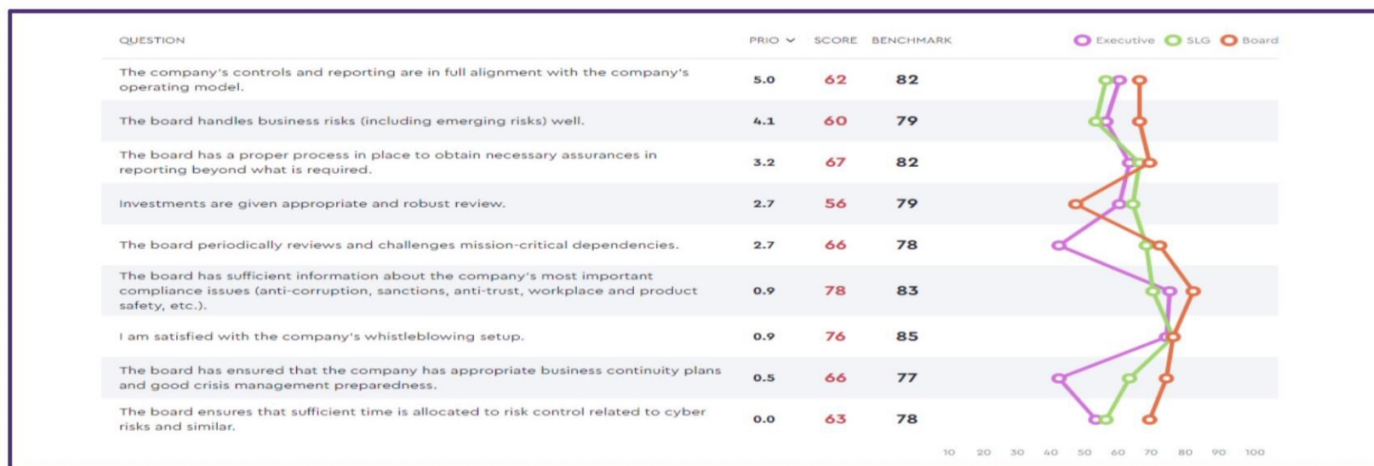 QUESTION PRIO SCORE BENCHMARK Executive SLG Board
The company's controls and reporting are in full alignment with the company's
operating model.
5.0 62 82
The board handles business risks (including emerging risks) well. 4.1 60 79
The board has a proper process in place to obtain necessary assurances in
reporting beyond what is required.
3.2 67 82
Investments are given appropriate and robust review. 2.7 56 79
The board periodically reviews and challenges mission-critical dependencies. 2.7 66 78
The board has sufficient information about the company's most important
compliance issues (anti-corruption, sanctions, anti-trust, workplace and product
safety, etc.).
0.9 78 83
I am satisfied with the company's whistleblowing setup. 0.9 76 85
The board has ensured that the company has appropriate business continuity plans
and good crisis management preparedness.
0.5 66 77
The board ensures that sufficient time is allocated to risk control related to cyber
risks and similar.
0.0 63 78
10 20 30 40 50 60 70 80 90 100